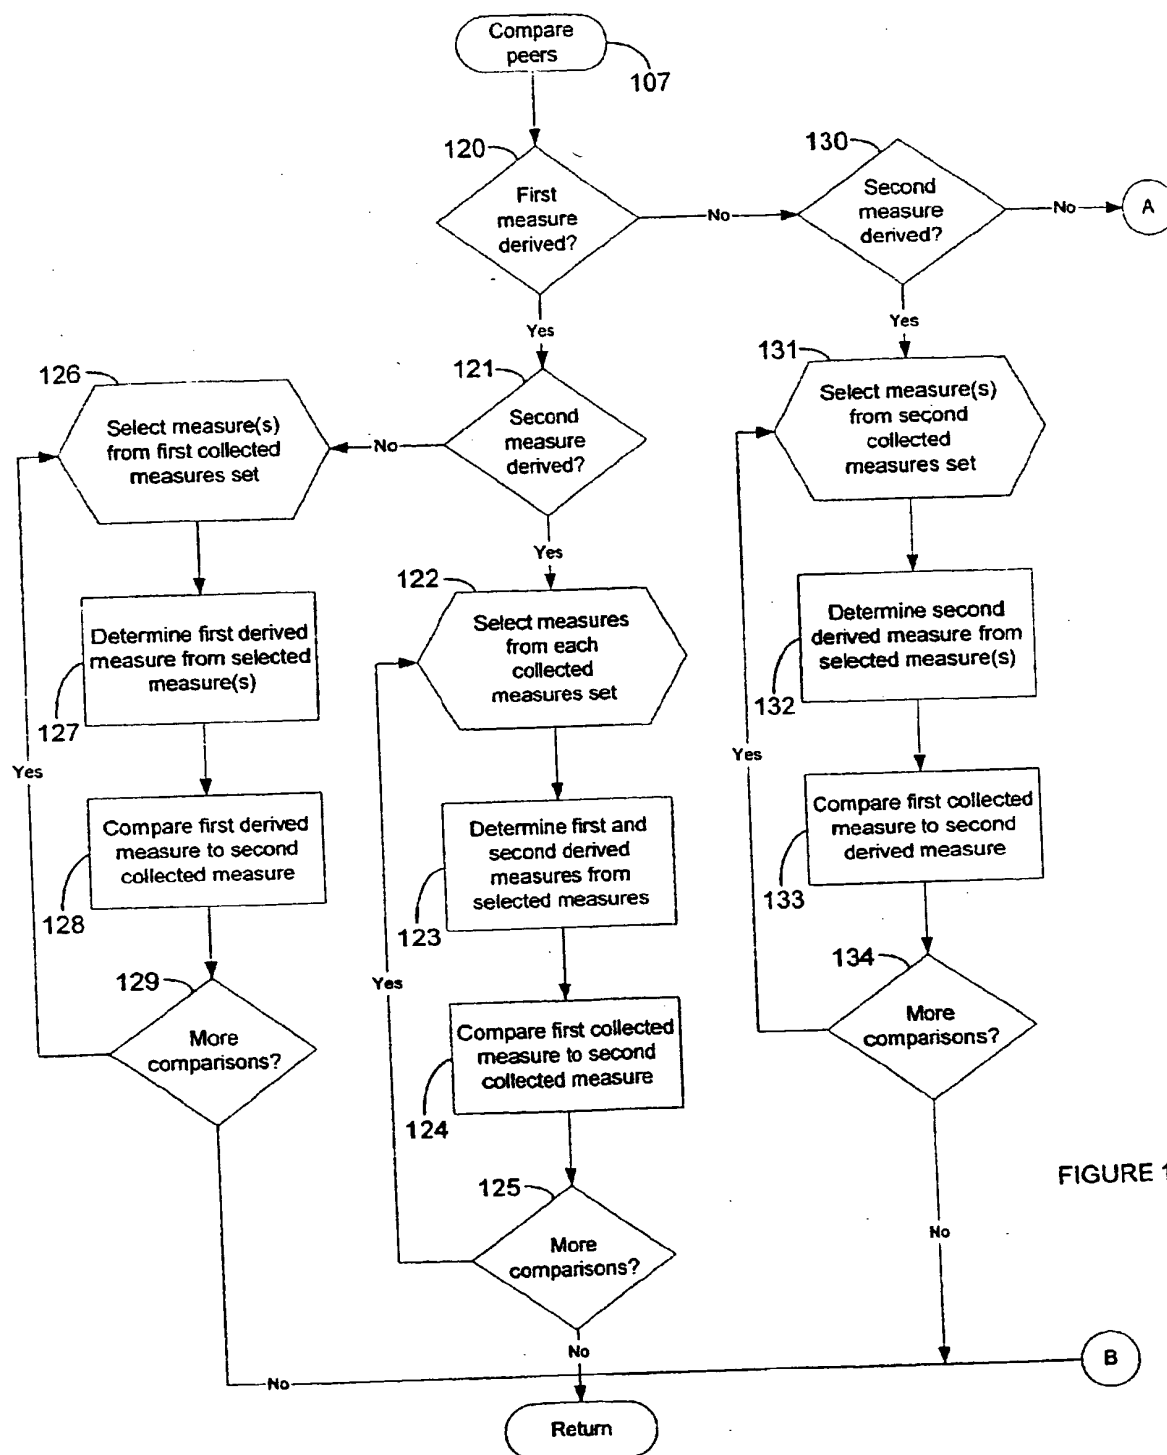 Compare
peers
107
120
First
measure
derived?
No
130
Second
measure
derived?
No
A
Yes
Yes
126
Select measure(s)
from first collected
measures set
No
121
Second
measure
derived?
131
Select measure(s)
from second
collected
measures set
Yes
122
Select measures
from each
collected
measures set
Determine first derived
measure from selected
measure(s)
127
Determine second
derived measure from
selected measure(s)
132
Yes
Yes
Compare first derived
measure to second
collected measure
128
Determine first and
second derived
measures from
selected measures
123
Compare first collected
measure to second
derived measure
133
129
More
comparisons?
Yes
Compare first collected
measure to second
collected measure
124
134
More
comparisons?
125
More
comparisons?
FIGURE 1
No
No
No
B
Return